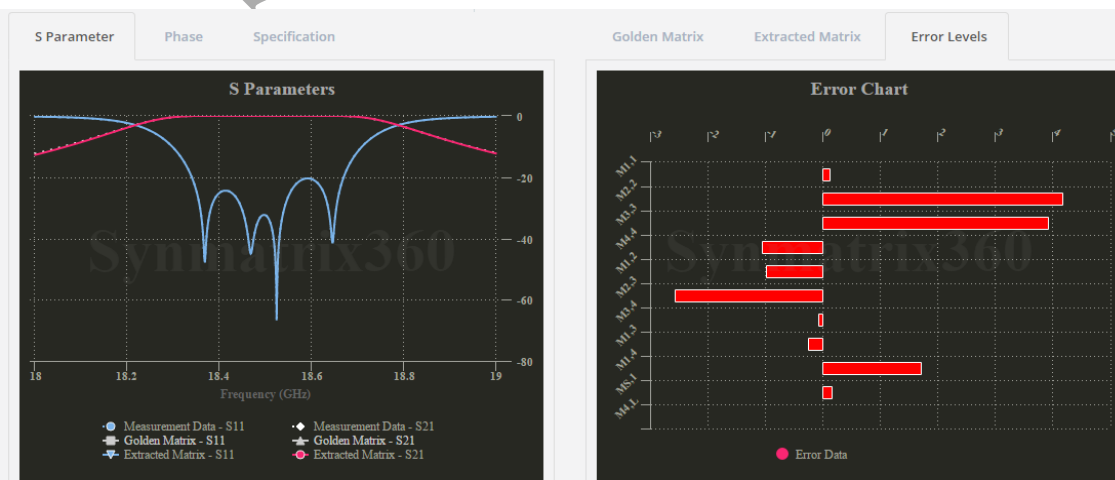 S Parameter Phase Specification
Golden Matrix Extracted Matrix Error Levels
S Parameters
0
-20
-40
-60
-80
18 18.2 18.4 18.6 18.8 19
Frequency (GHz)
Synmatrix360
Measurement Data - S11 Measurement Data - S21
Golden Matrix - S11 Golden Matrix - S21
Extracted Matrix - S11 Extracted Matrix - S21
Error Chart
-3 -2 -1 0 1 2 3 4
M1,1
M2,2
M3,3
M4,4
M1,2
M2,3
M3,4
M1,3
M1,4
MS,1
M4,L
Synmatrix360
Error Data